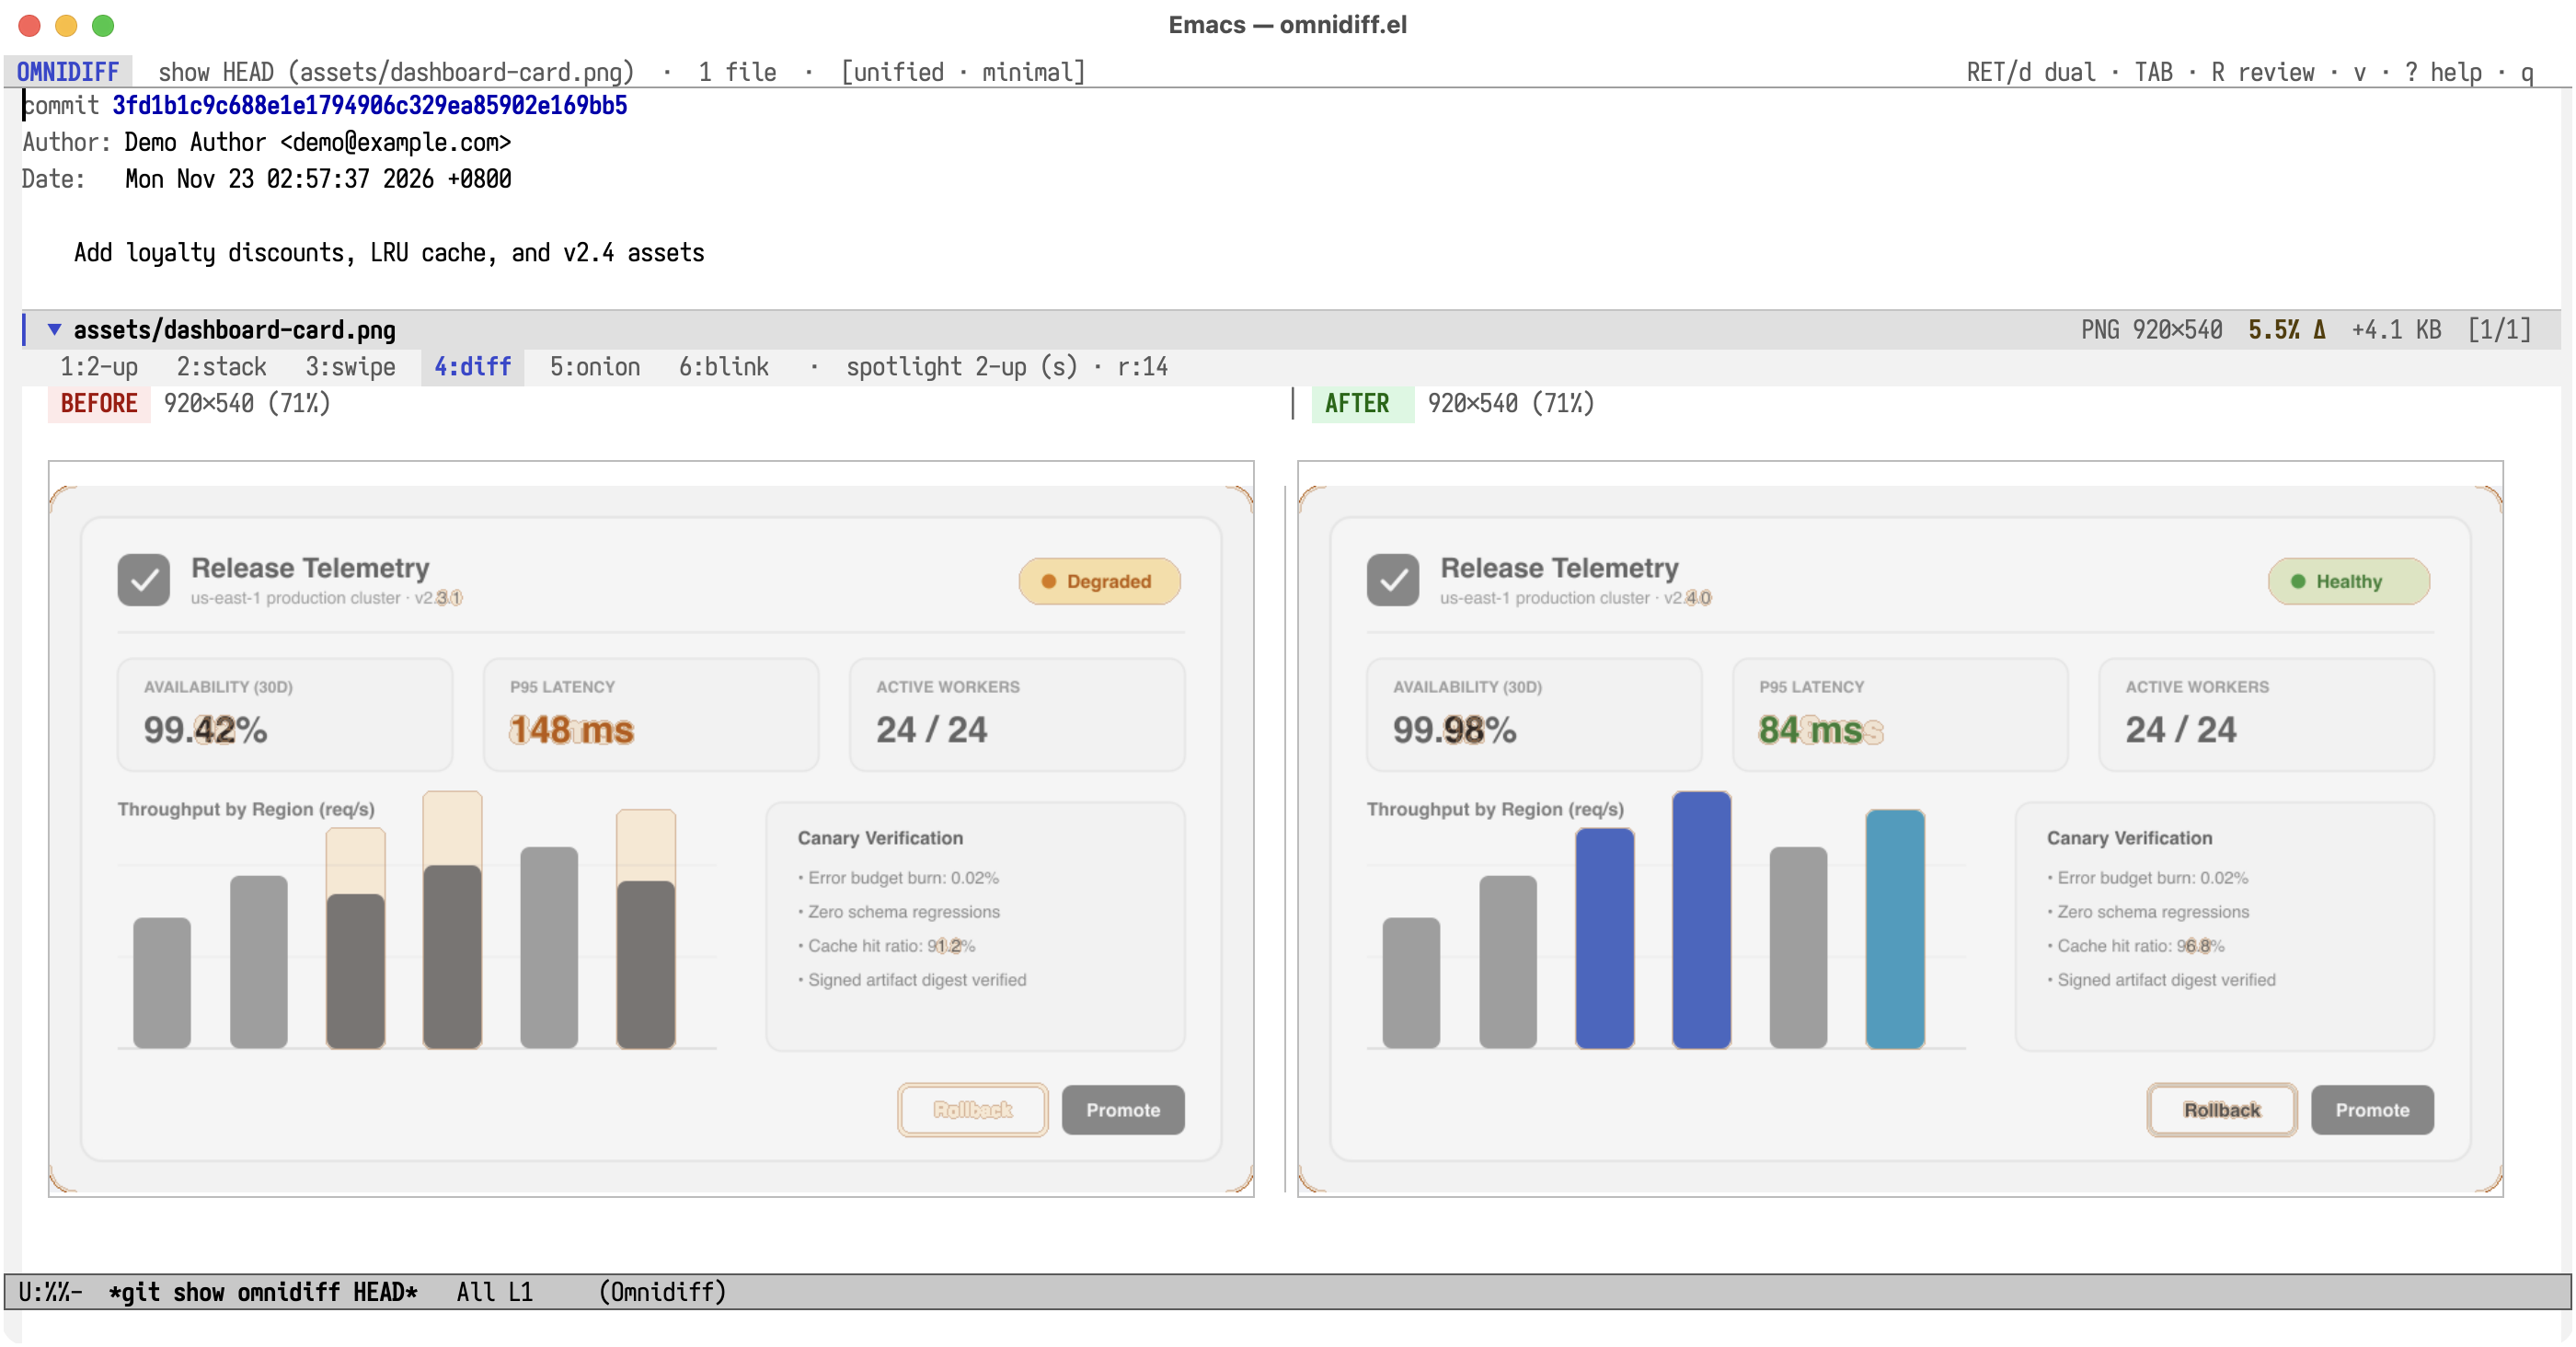 Emacs — omnidiff.el
OMNIDIFF show HEAD (assets/dashboard-card.png) · 1 file · [unified · minimal] RET/d dual · TAB · R review · v · ? help · q
commit 3fd1b1c9c688e1e1794906c329ea85902e169bb5
Author: Demo Author <demo@example.com>
Date: Mon Nov 23 02:57:37 2026 +0800
Add loyalty discounts, LRU cache, and v2.4 assets
▼ assets/dashboard-card.png PNG 920×540 5.5% Δ +4.1 KB [1/1]
1:2-up 2:stack 3:swipe 4:diff 5:onion 6:blink · spotlight 2-up (s) · r:14
BEFORE 920×540 (71%)
Release Telemetry
us-east-1 production cluster · v2.3.1
Degraded
AVAILABILITY (30D)
99.42%
P95 LATENCY
148 ms
ACTIVE WORKERS
24 / 24
Throughput by Region (req/s)
Canary Verification
• Error budget burn: 0.02%
• Zero schema regressions
• Cache hit ratio: 91.2%
• Signed artifact digest verified
Rollback
Promote
AFTER 920×540 (71%)
Release Telemetry
us-east-1 production cluster · v2.4.0
Healthy
AVAILABILITY (30D)
99.98%
P95 LATENCY
84 ms
ACTIVE WORKERS
24 / 24
Throughput by Region (req/s)
Canary Verification
• Error budget burn: 0.02%
• Zero schema regressions
• Cache hit ratio: 96.8%
• Signed artifact digest verified
Rollback
Promote
U:%%- *git show omnidiff HEAD* All L1 (Omnidiff)